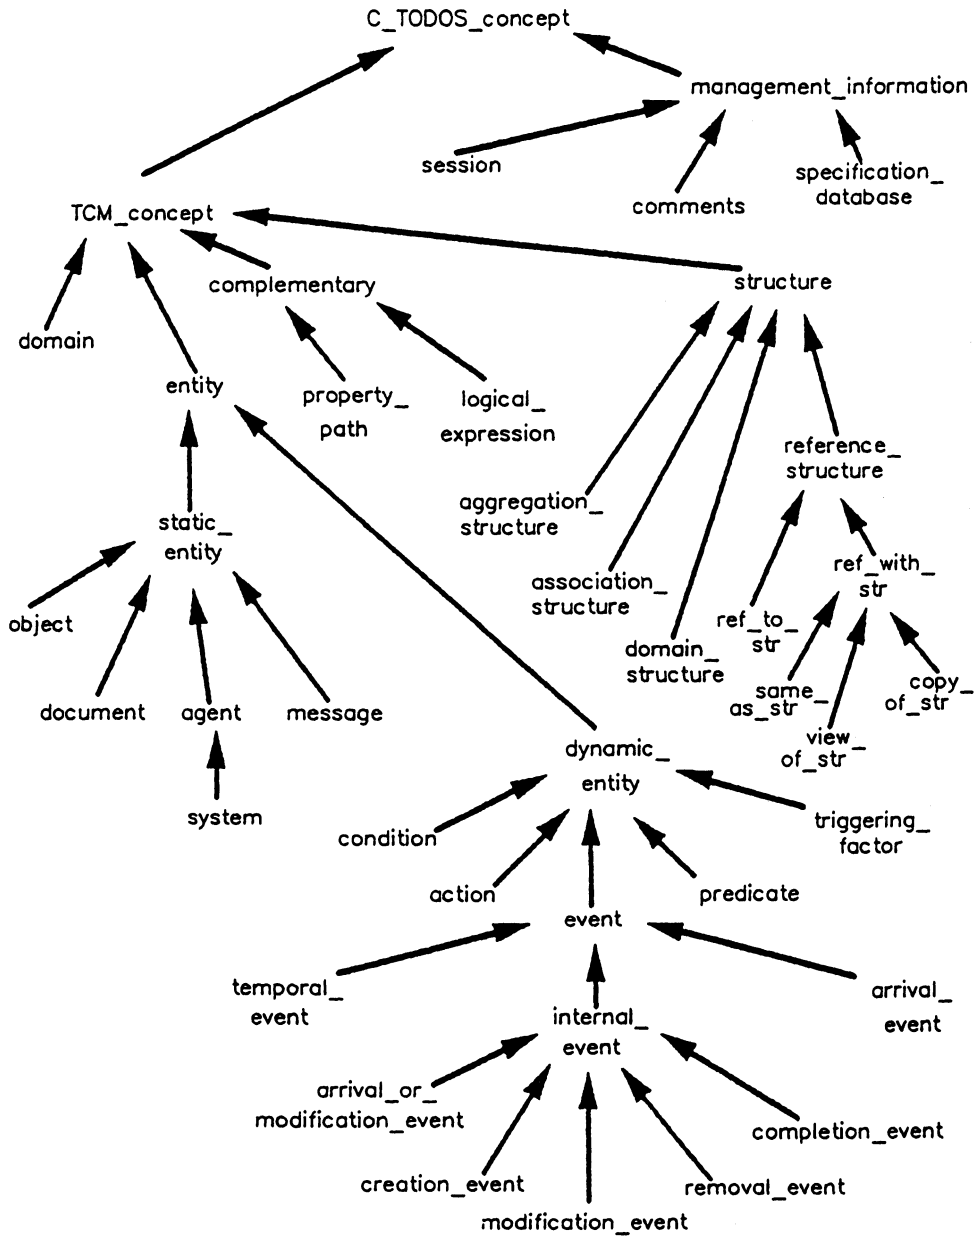 C_TODOS_concept
management_information
session
specification_
database
comments
TCM_concept
complementary
structure
domain
entity
property_
path
logical_
expression
reference_
structure
aggregation_
structure
static_
entity
ref_with_
str
association_
structure
object
ref_to_
str
domain_
structure
same_
as_str
copy_
of_str
document
agent
message
view_
of_str
dynamic_
entity
system
condition
triggering_
factor
action
predicate
event
temporal_
event
arrival_
event
internal_
event
arrival_or_
modification_event
completion_event
creation_event
removal_event
modification_event